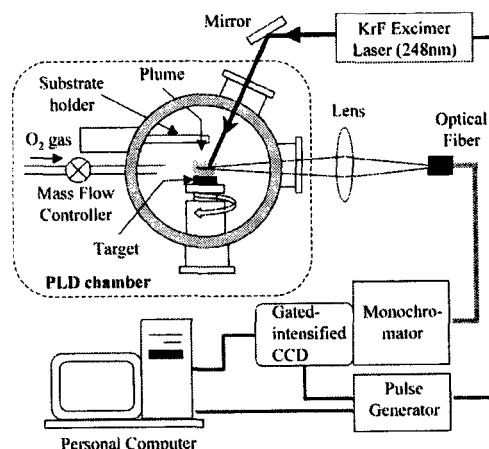 Mirror
KrF Excimer
Laser (248nm)
Plume
Substrate
holder
Lens
Optical
Fiber
O₂ gas
Mass Flow
Controller
Target
PLD chamber
Gated-
intensified
CCD
Monochro-
mator
Pulse
Generator
Personal Computer